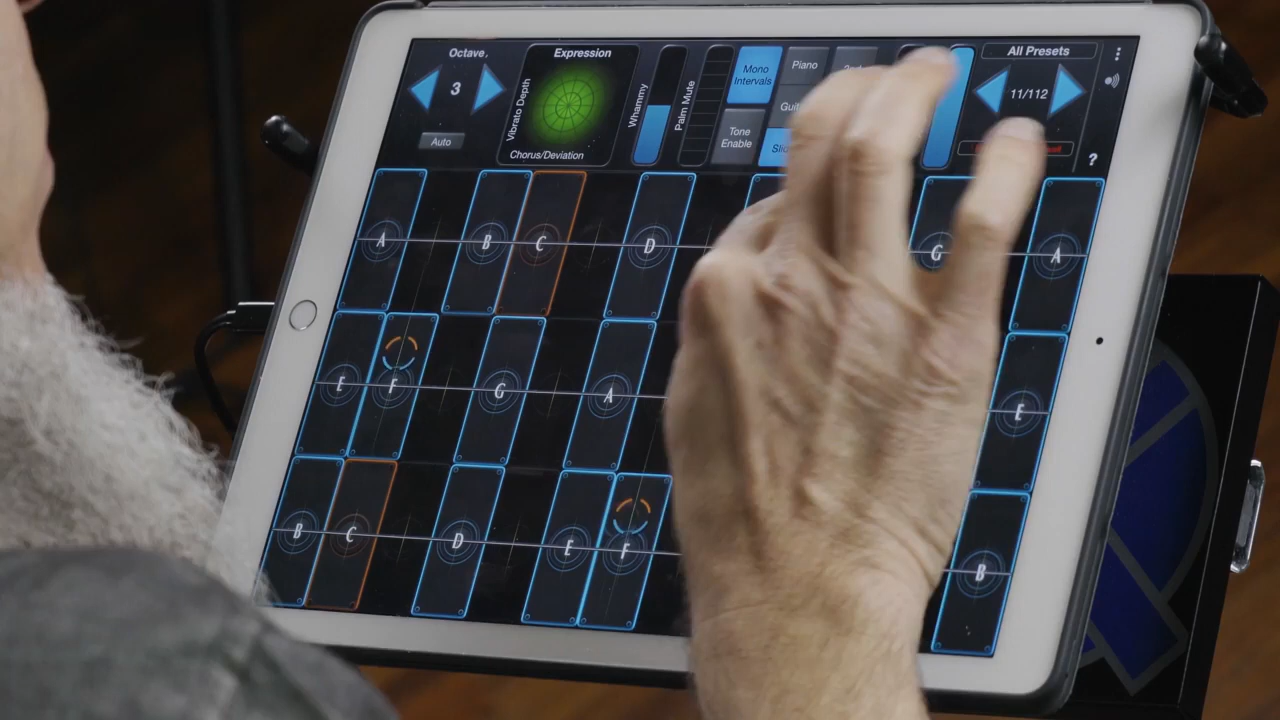 Octave
3
Auto
Expression
Vibrato Depth
Chorus/Deviation
Whammy
Palm Mute
Mono Intervals
Piano
Tone Enable
All Presets
11/112
?
A B C D G A
E F G A E
B C D E F B